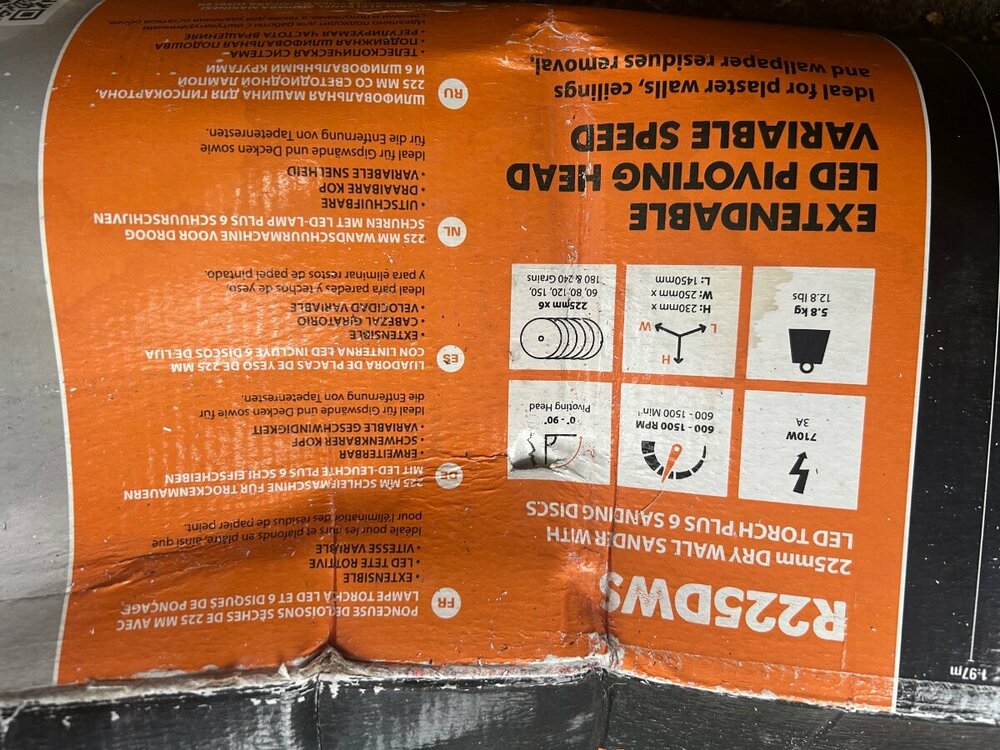 R225DWS
225mm DRY WALL SANDER WITH
LED TORCH PLUS 6 SANDING DISCS
710W
3A
600 - 1500 RPM
600 - 1500 Min⁻¹
0° - 90°
Pivoting Head
5.8 kg
12.8 lbs
H
L
W
H: 230mm x
W: 250mm x
L: 1450mm
225mm x6
60, 80, 120, 150,
180 & 240 Grains
EXTENDABLE
LED PIVOTING HEAD
VARIABLE SPEED
Ideal for plaster walls, ceilings
and wallpaper residues removal,
FR
PONCEUSE DE CLOISONS SÈCHES DE 225 MM AVEC
LAMPE TORCH À LED ET 6 DISQUES DE PONÇAGE,
• EXTENSIBLE
• LED TETE ROTTIVE
• VITESSE VARIABLE
Idéale pour les murs et plafonds en plâtre, ainsi que
pour l'élimination des résidus de papier peint.
DE
225 MM SCHLEIFMASCHINE FÜR TROCKENMAUERN
MIT LED-LEUCHTE PLUS 6 SCHLEIFSCHEIBEN
• ERWEITERBAR
• SCHWENKBARER KOPF
• VARIABLE GESCHWINDIGKEIT
Ideal für Gipswände und Decken sowie für
die Entfernung von Tapetenresten.
ES
LIJADORA DE PLACAS DE YESO DE 225 MM
CON LINTERNA LED INCLUYE 6 DISCOS DE LIJA
• EXTENSIBLE
• CABEZAL GIRATORIO
• VELOCIDAD VARIABLE
Ideal para paredes y techos de yeso,
y para eliminar restos de papel pintado.
NL
225 MM WANDSCHUURMACHINE VOOR DROOG
SCHUREN MET LED-LAMP PLUS 6 SCHUURSCHIJVEN
• UITSCHUIFBARE
• DRAAIBARE KOP
• VARIABELE SNELHEID
Ideal für Gipswände und Decken sowie
für die Entfernung von Tapetenresten.
RU
ШЛИФОВАЛЬНАЯ МАШИНА ДЛЯ ГИПСОКАРТОНА,
225 ММ СО СВЕТОДИОДНОЙ ЛАМПОЙ
И 6 ШЛИФОВАЛЬНЫМИ КРУГАМИ
• ТЕЛЕСКОПИЧЕСКАЯ СИСТЕМА
• ПОДВИЖНАЯ ШЛИФОВАЛЬНАЯ ПОДОШВА
• РЕГУЛИРУЕМАЯ ЧАСТОТА ВРАЩЕНИЯЕ
Идеально подходит для работы с оштукатуренными
1.97m